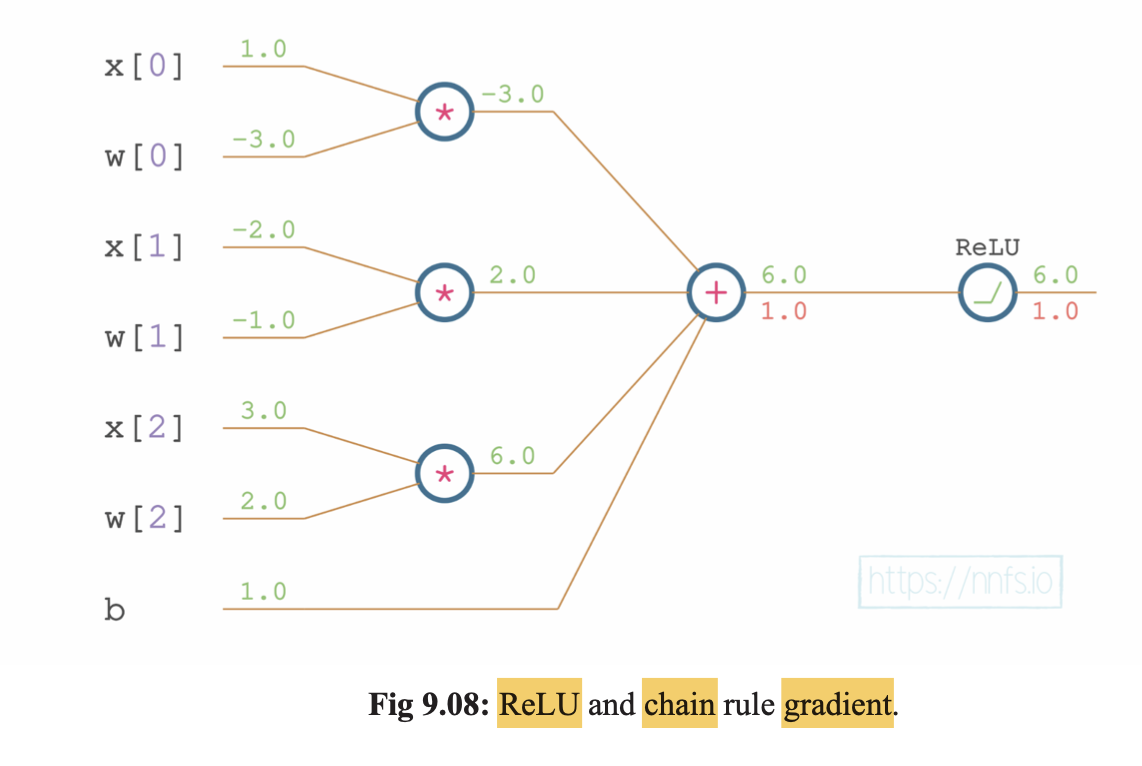 x[0] 1.0
-3.0
w[0] -3.0
*
x[1] -2.0
ReLU
2.0
6.0
6.0
*
+
1.0
1.0
w[1] -1.0
x[2] 3.0
6.0
*
w[2] 2.0
https://nnfs.io
b 1.0
Fig 9.08: ReLU and chain rule gradient.